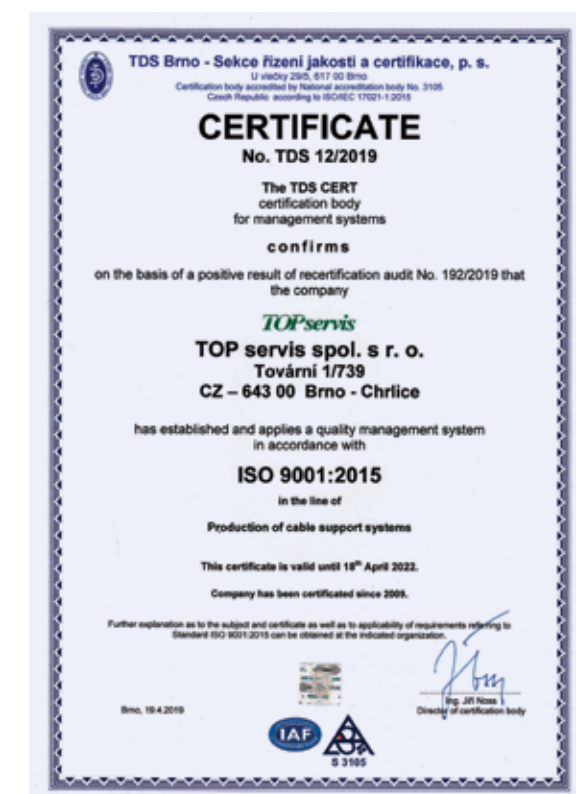 TDS Brno - Sekce řízení jakosti a certifikace, p. s.
U vlečky 29/5, 617 00 Brno
Certification body accredited by National accreditation body No. 3105
Czech Republic according to ISO/IEC 17021-1:2015
CERTIFICATE
No. TDS 12/2019
The TDS CERT
certification body
for management systems
confirms
on the basis of a positive result of recertification audit No. 192/2019 that
the company
TOPservis
TOP servis spol. s r. o.
Tovární 1/739
CZ – 643 00 Brno - Chrlice
has established and applies a quality management system
in accordance with
ISO 9001:2015
in the line of
Production of cable support systems
This certificate is valid until 18th April 2022.
Company has been certificated since 2009.
Further explanation as to the subject and certificate as well as to applicability of requirements referring to
Standard ISO 9001:2015 can be obtained at the indicated organization.
Ing. Jiří Noss
Brno, 19.4.2019
Director of certification body
IAF
S 3105